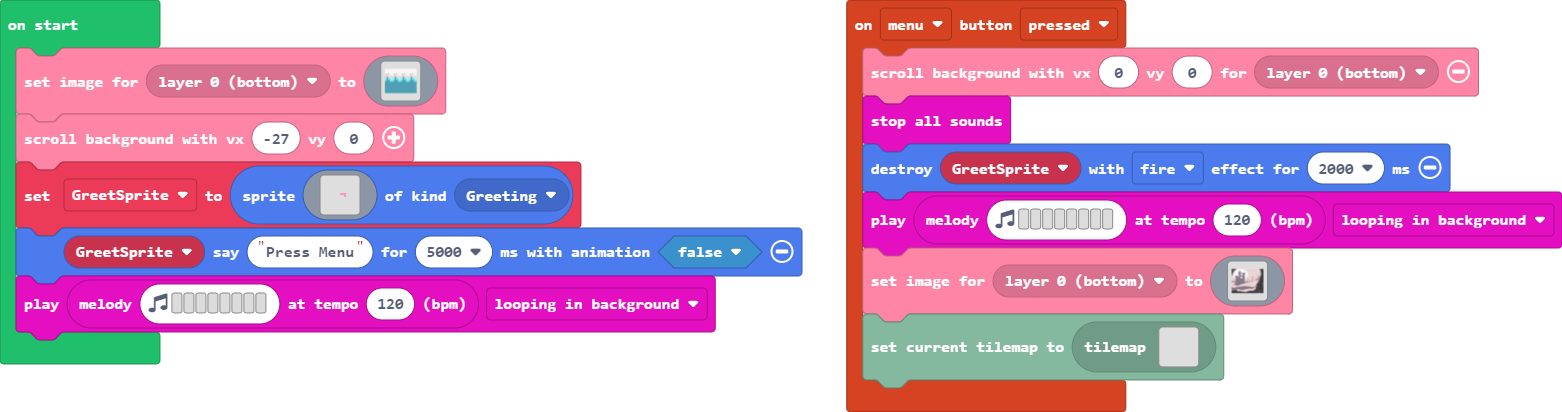 on start
set image for layer 0 (bottom) to
scroll background with vx -27 vy 0
set GreetSprite to sprite of kind Greeting
GreetSprite say "Press Menu" for 5000 ms with animation false
play melody at tempo 120 (bpm) looping in background
on menu button pressed
scroll background with vx 0 vy 0 for layer 0 (bottom)
stop all sounds
destroy GreetSprite with fire effect for 2000 ms
play melody at tempo 120 (bpm) looping in background
set image for layer 0 (bottom) to
set current tilemap to tilemap